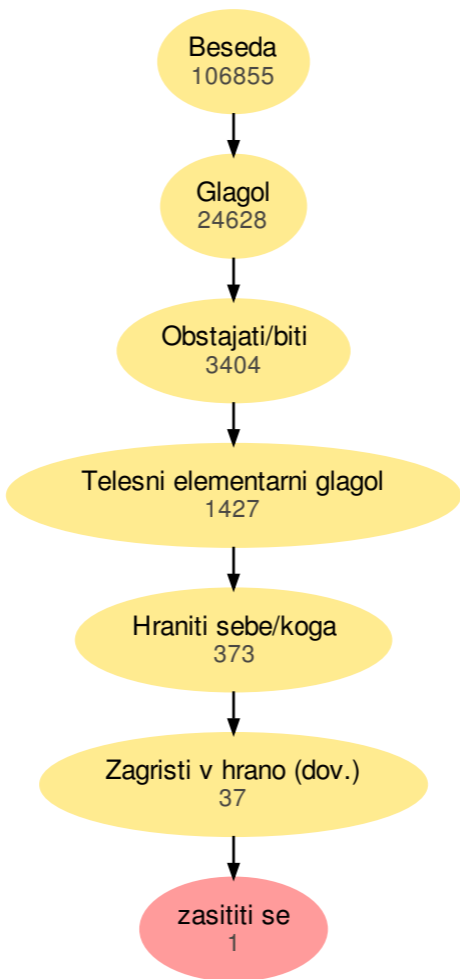 Beseda
106855
Glagol
24628
Obstajati/biti
3404
Telesni elementarni glagol
1427
Hraniti sebe/koga
373
Zagristi v hrano (dov.)
37
zasititi se
1